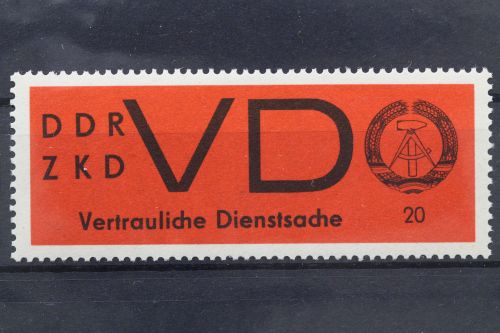 DDR
ZKD
VD
Vertrauliche Dienstsache
20